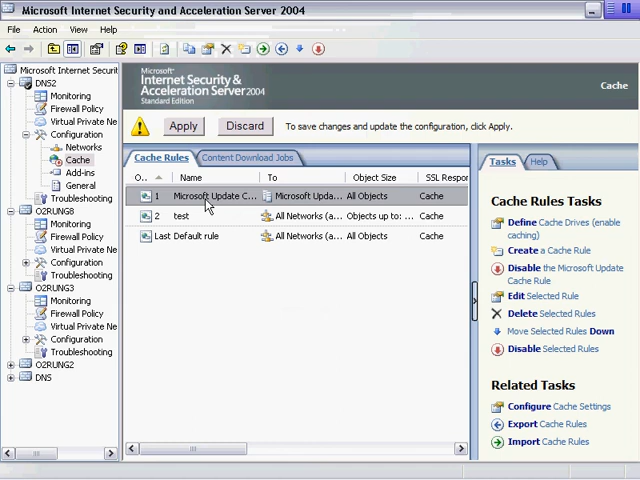 Microsoft Internet Security and Acceleration Server 2004
File Action View Help
Microsoft Internet Securit
DNS2
Monitoring
Firewall Policy
Virtual Private Ne
Configuration
Networks
Cache
Add-ins
General
Troubleshooting
O2RUNG8
Monitoring
Firewall Policy
Virtual Private Ne
Configuration
Troubleshooting
O2RUNG3
Monitoring
Firewall Policy
Virtual Private Ne
Configuration
Troubleshooting
O2RUNG2
DNS
Microsoft
Internet Security &
Acceleration Server 2004
Standard Edition
Cache
Apply Discard To save changes and update the configuration, click Apply.
Cache Rules Content Download Jobs
O.. Name To Object Size SSL Respor
1 Microsoft Update C... Microsoft Upda... All Objects Cache
2 test All Networks (a... Objects up to: ... Cache
Last Default rule All Networks (a... All Objects Cache
Tasks Help
Cache Rules Tasks
Define Cache Drives (enable
caching)
Create a Cache Rule
Disable the Microsoft Update
Cache Rule
Edit Selected Rule
Delete Selected Rules
Move Selected Rules Down
Disable Selected Rules
Related Tasks
Configure Cache Settings
Export Cache Rules
Import Cache Rules